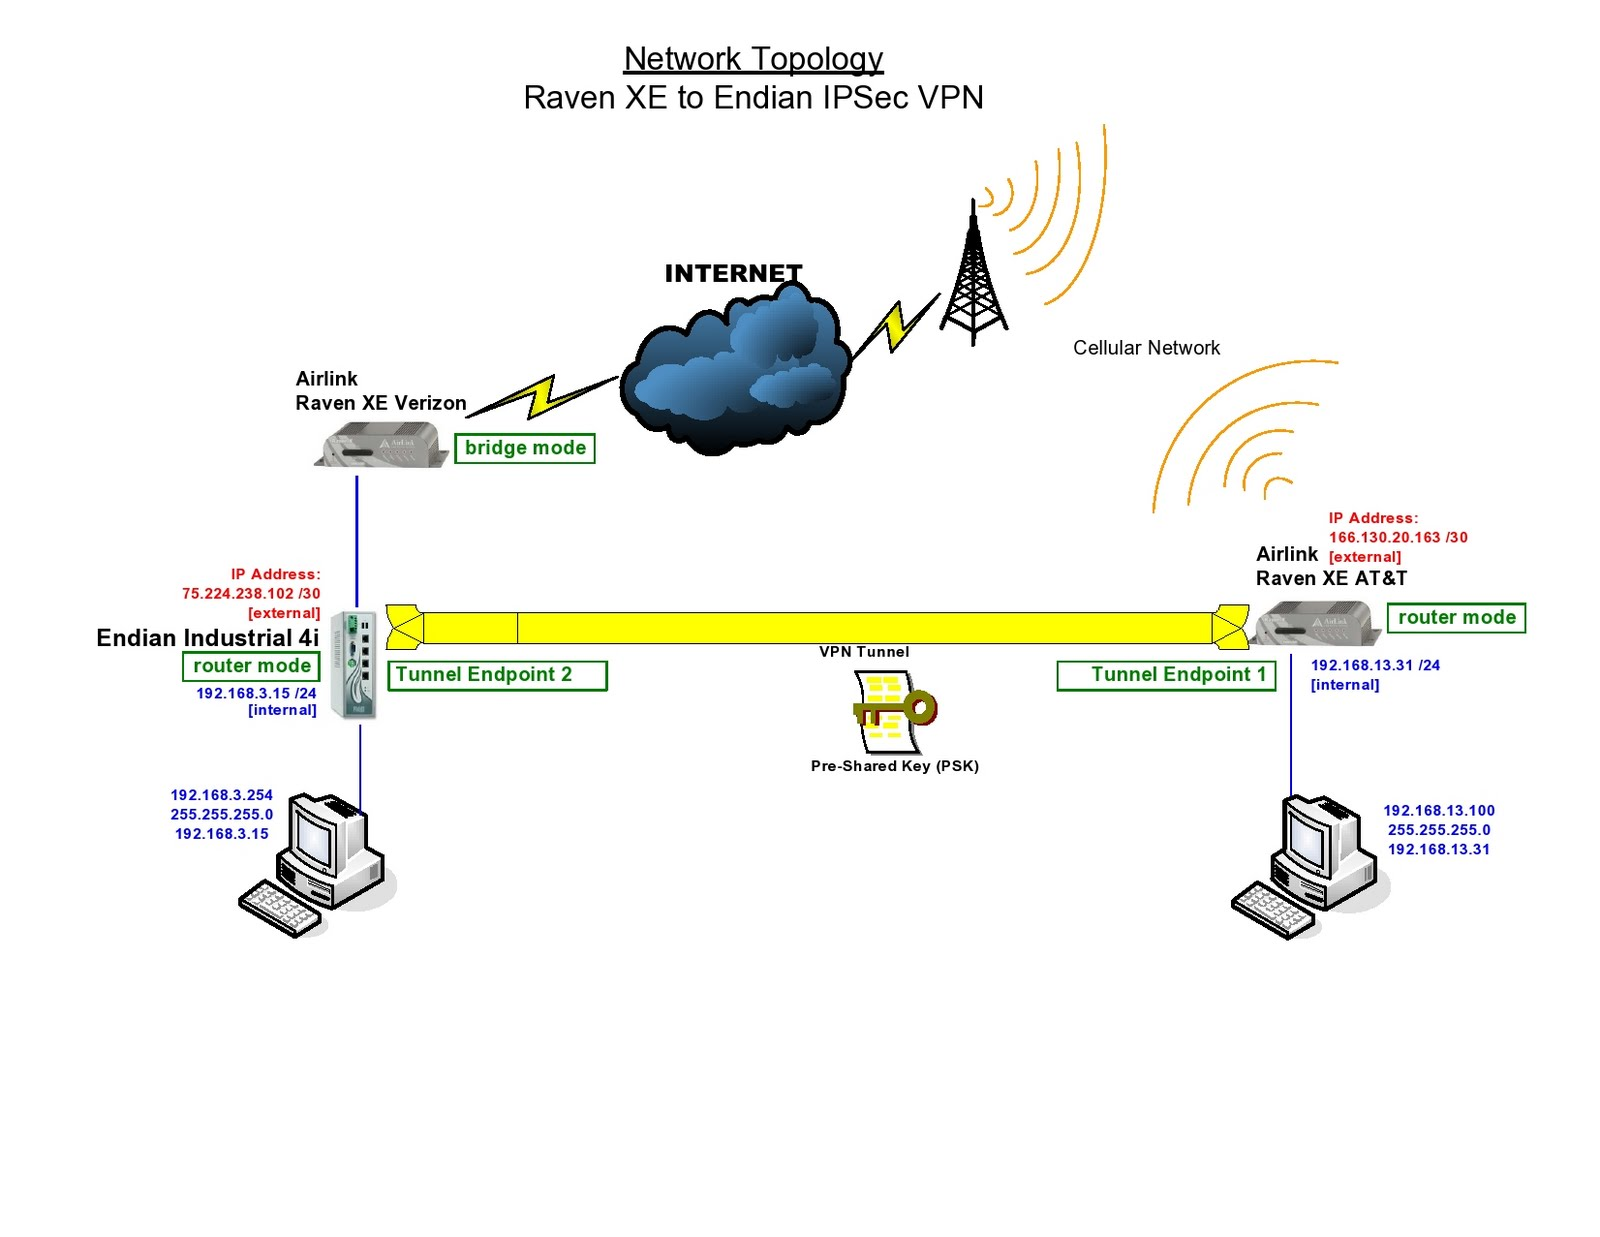 Network Topology
Raven XE to Endian IPSec VPN
INTERNET
Cellular Network
Airlink
Raven XE Verizon
AirLink
bridge mode
IP Address:
166.130.20.163 /30
[external]
Airlink
Raven XE AT&T
AirLink
router mode
192.168.13.31 /24
[internal]
IP Address:
75.224.238.102 /30
[external]
Endian Industrial 4i
router mode
192.168.3.15 /24
[internal]
Tunnel Endpoint 2
VPN Tunnel
Tunnel Endpoint 1
Pre-Shared Key (PSK)
192.168.3.254
255.255.255.0
192.168.3.15
192.168.13.100
255.255.255.0
192.168.13.31